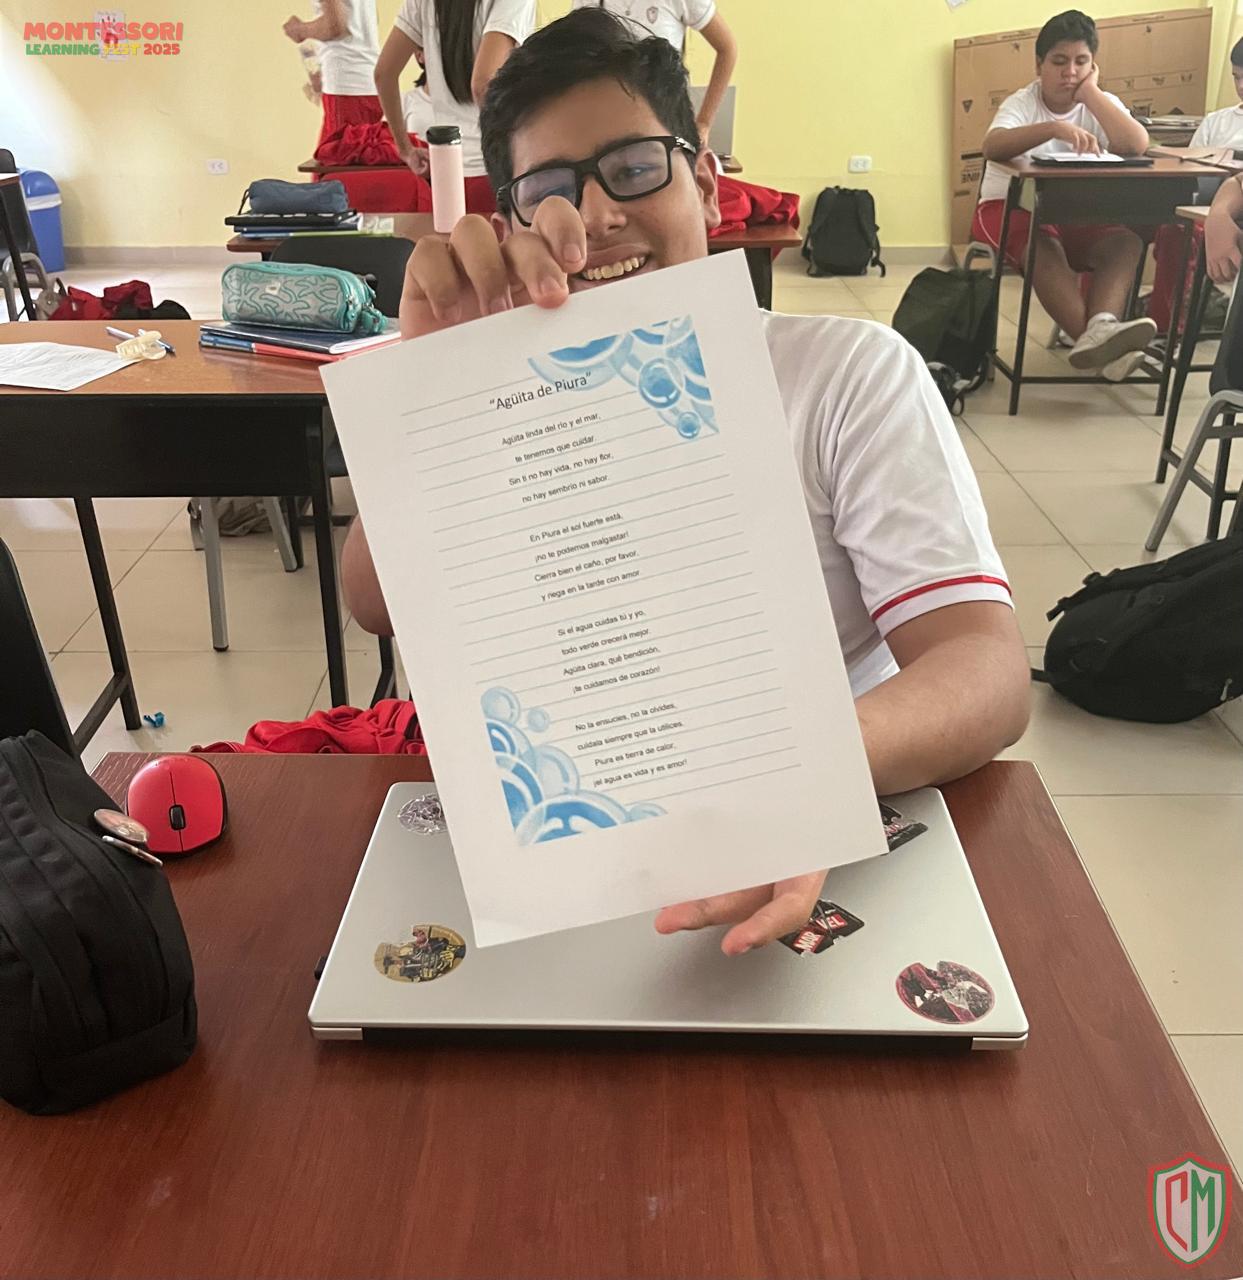 MONTESSORI
LEARNING FEST 2025
"Agüita de Piura"
Agüita linda del río y el mar,
te tenemos que cuidar.
Sin ti no hay vida, no hay flor,
no hay sembrío ni sabor.
En Piura el sol fuerte está,
¡no te podemos malgastar!
Cierra bien el caño, por favor,
y riega en la tarde con amor.
Si el agua cuidas tú y yo,
todo verde crecerá mejor.
Agüita clara, qué bendición,
¡te cuidamos de corazón!
No la ensucies, no la olvides,
cuídala siempre que la utilices.
Piura es tierra de calor,
¡el agua es vida y es amor!
MARVEL
CM